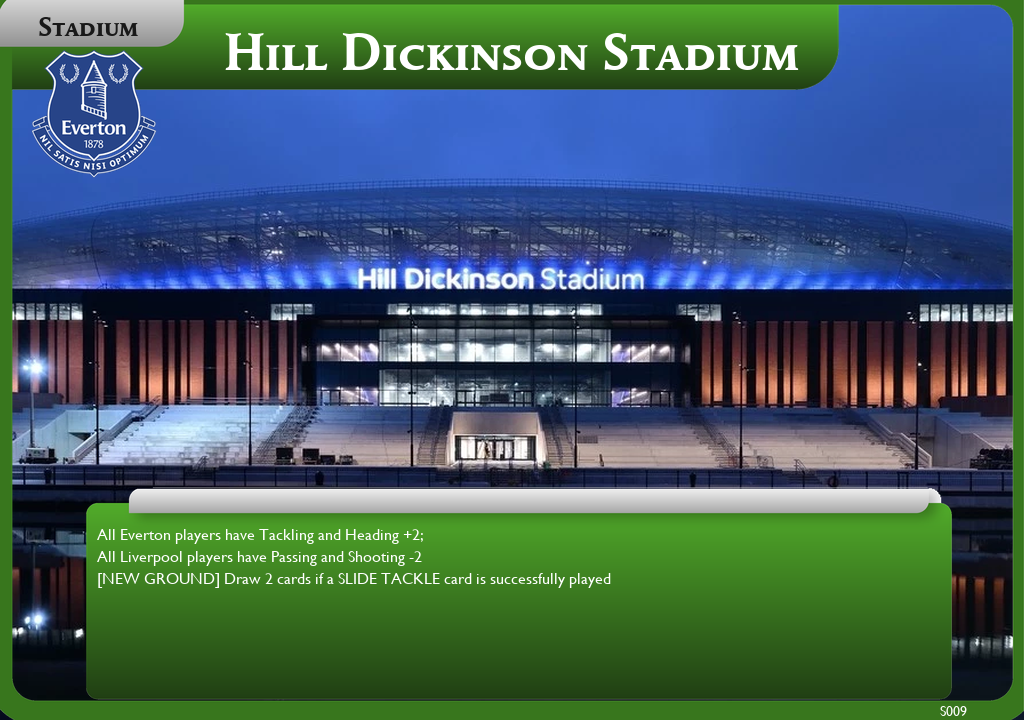 Stadium
Hill Dickinson Stadium
Everton
1878
NIL SATIS NISI OPTIMUM
Hill Dickinson Stadium
All Everton players have Tackling and Heading +2;
All Liverpool players have Passing and Shooting -2
[NEW GROUND] Draw 2 cards if a SLIDE TACKLE card is successfully played
S009